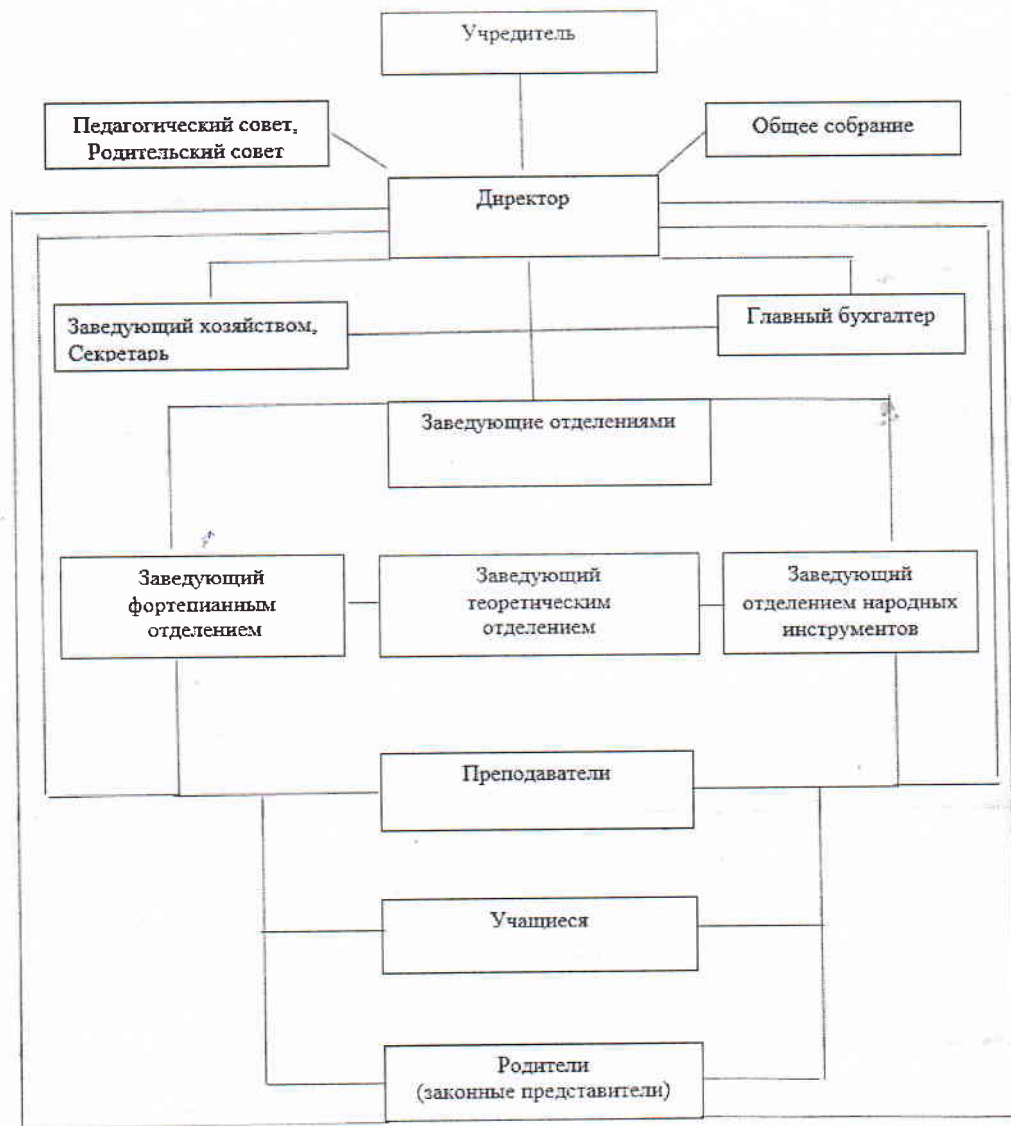 Учредитель
Педагогический совет,
Родительский совет
Общее собрание
Директор
Заведующий хозяйством,
Секретарь
Главный бухгалтер
Заведующие отделениями
Заведующий
фортепианным
отделением
Заведующий
теоретическим
отделением
Заведующий
отделением народных
инструментов
Преподаватели
Учащиеся
Родители
(законные представители)